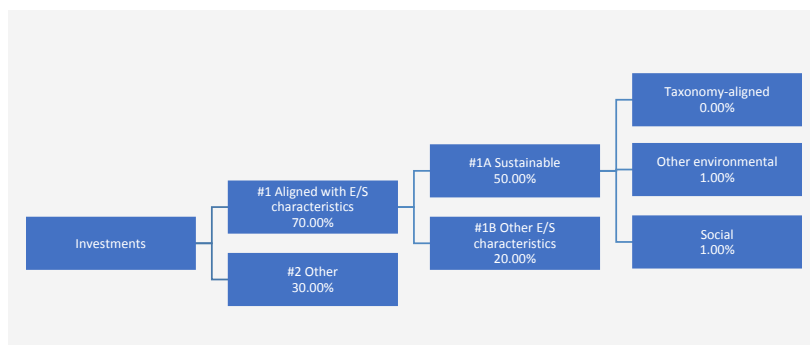 Investments
#1 Aligned with E/S
characteristics
70.00%
#2 Other
30.00%
#1A Sustainable
50.00%
#1B Other E/S
characteristics
20.00%
Taxonomy-aligned
0.00%
Other environmental
1.00%
Social
1.00%